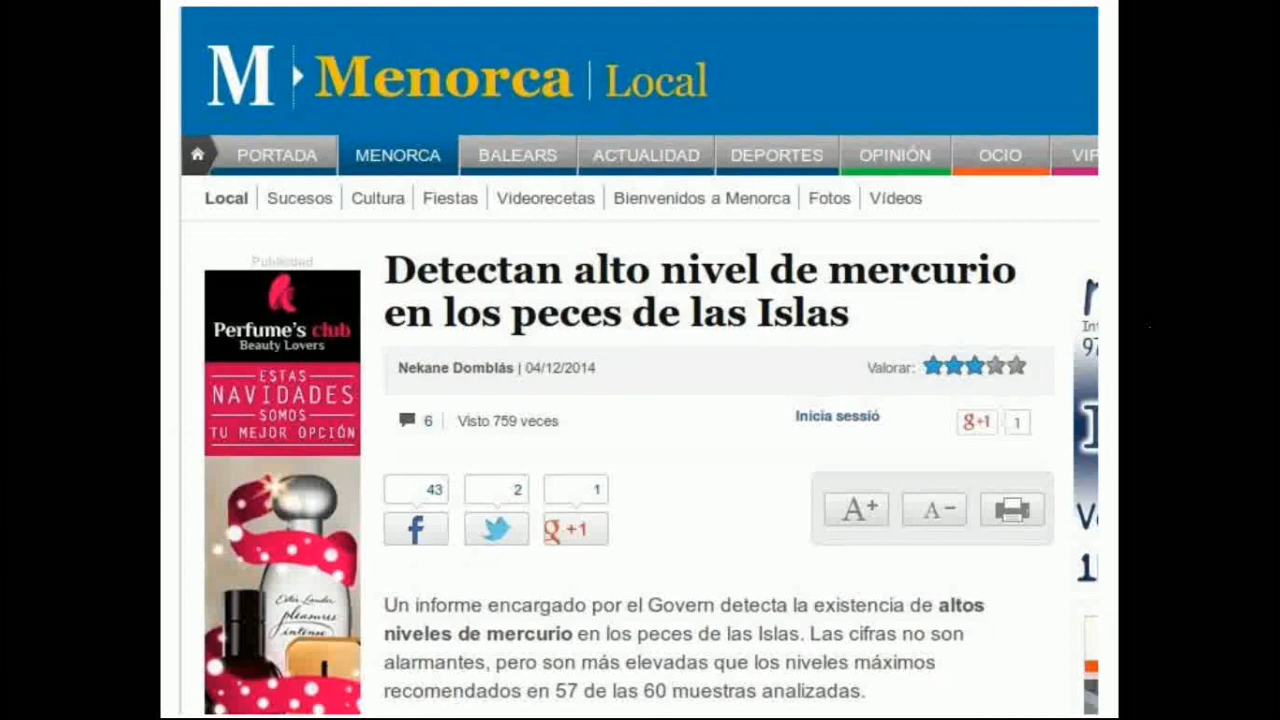 M Menorca Local
PORTADA MENORCA BALEARS ACTUALIDAD DEPORTES OPINIÓN OCIO
Local Sucesos Cultura Fiestas Videorecetas Bienvenidos a Menorca Fotos Vídeos
Publicidad
Perfume's club
Beauty Lovers
ESTAS
NAVIDADES
SOMOS
TU MEJOR OPCIÓN
Estée Lauder
pleasures
intense
Detectan alto nivel de mercurio
en los peces de las Islas
Nekane Domblás | 04/12/2014 Valorar:
6 Visto 759 veces Inicia sessió g+1 1
43 2 1
f g+1 A+ A−
Un informe encargado por el Govern detecta la existencia de altos
niveles de mercurio en los peces de las Islas. Las cifras no son
alarmantes, pero son más elevadas que los niveles máximos
recomendados en 57 de las 60 muestras analizadas.